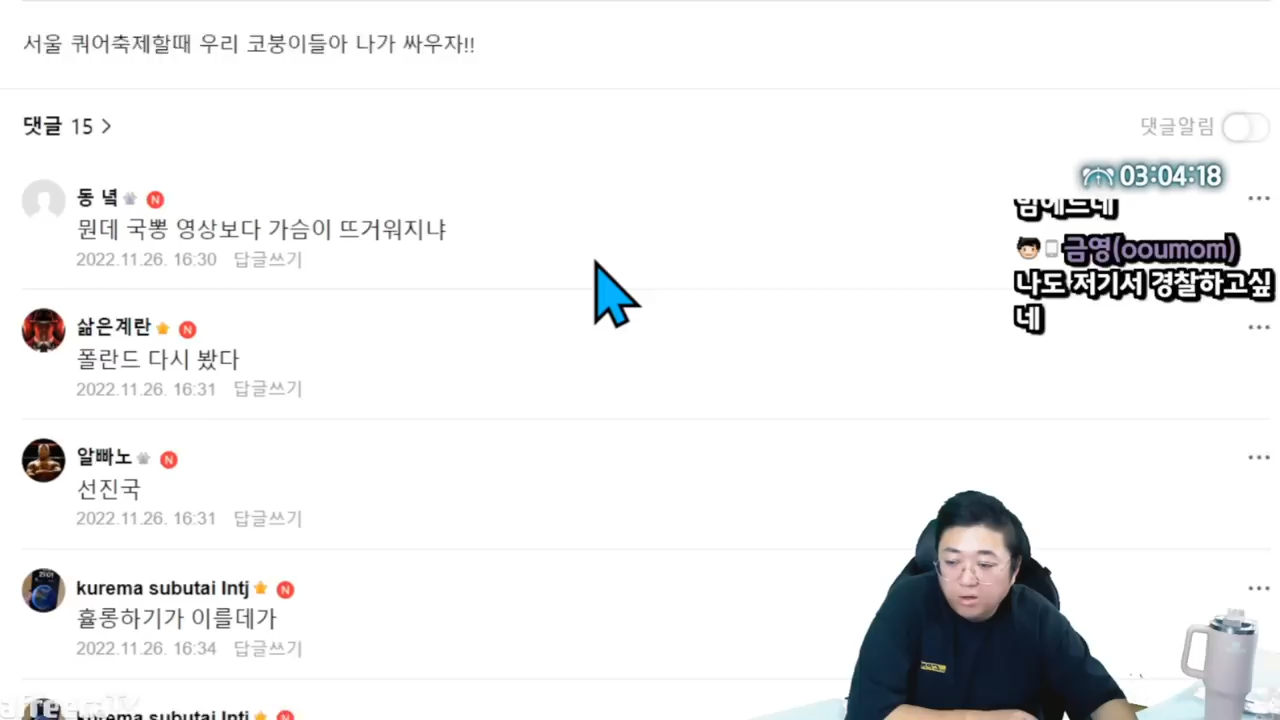 서울 퀴어축제할때 우리 코붕이들아 나가 싸우자!!
댓글 15 >
댓글알림
03:04:18
동 녘 N
뭔데 국뽕 영상보다 가슴이 뜨거워지냐
2022.11.26. 16:30 답글쓰기
금영(ooumom)
나도 저기서 경찰하고싶
네
삶은계란 N
폴란드 다시 봤다
2022.11.26. 16:31 답글쓰기
알빠노 N
선진국
2022.11.26. 16:31 답글쓰기
kurema subutai Intj N
휼롱하기가 이를데가
2022.11.26. 16:34 답글쓰기
kurema subutai Intj N
afreecaTV